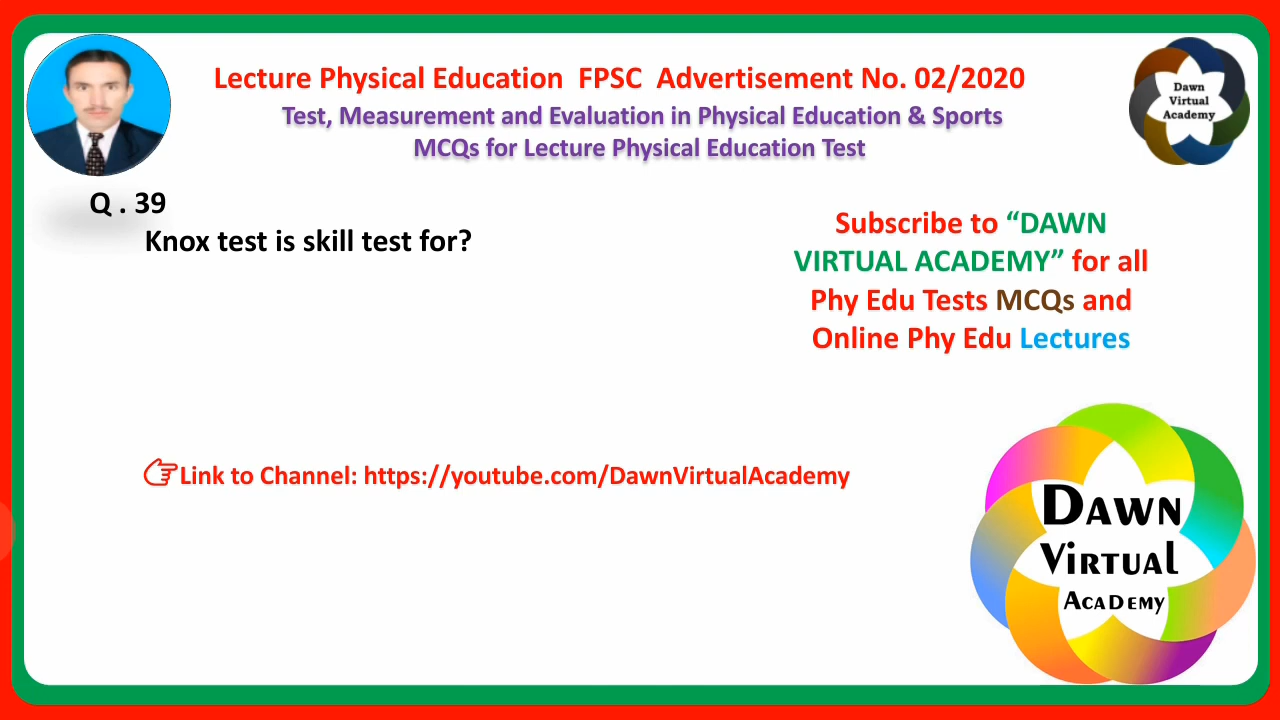 Lecture Physical Education FPSC Advertisement No. 02/2020
Test, Measurement and Evaluation in Physical Education & Sports
MCQs for Lecture Physical Education Test
Dawn
Virtual
Academy
Q . 39
Knox test is skill test for?
Subscribe to “DAWN
VIRTUAL ACADEMY” for all
Phy Edu Tests MCQs and
Online Phy Edu Lectures
👉Link to Channel: https://youtube.com/DawnVirtualAcademy
DAWN
VIRTUAL
ACADEMY